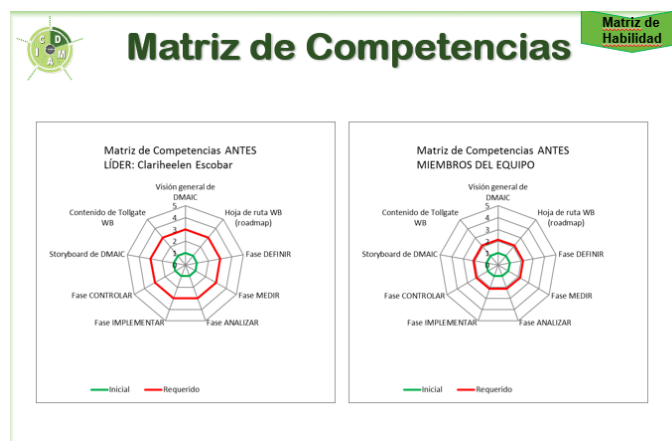 Matriz de Competencias
Matriz de
Habilidad
C
D
I
M
A
Matriz de Competencias ANTES
LÍDER: Clariheelen Escobar
Visión general de
DMAIC
Hoja de ruta WB
(roadmap)
Fase DEFINIR
Fase MEDIR
Fase ANALIZAR
Fase IMPLEMENTAR
Fase CONTROLAR
Storyboard de DMAIC
Contenido de Tollgate
WB
5
4
3
2
1
0
Inicial
Requerido
Matriz de Competencias ANTES
MIEMBROS DEL EQUIPO
Visión general de
DMAIC
Hoja de ruta WB
(roadmap)
Fase DEFINIR
Fase MEDIR
Fase ANALIZAR
Fase IMPLEMENTAR
Fase CONTROLAR
Storyboard de DMAIC
Contenido de Tollgate
WB
5
4
3
2
1
0
Inicial
Requerido